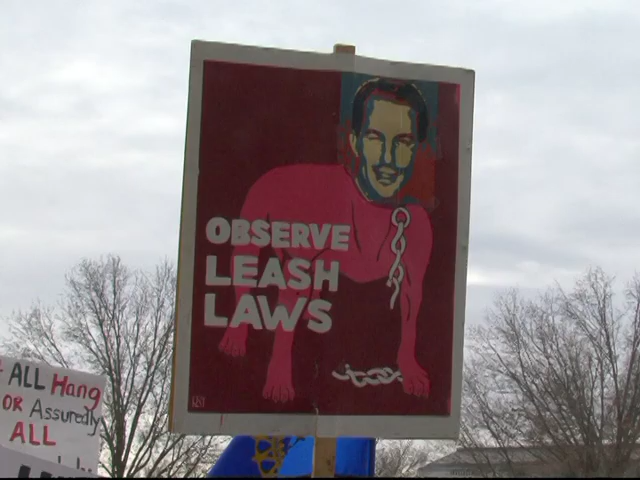 OBSERVE
LEASH
LAWS
ALL Hang
OR Assuredly
ALL